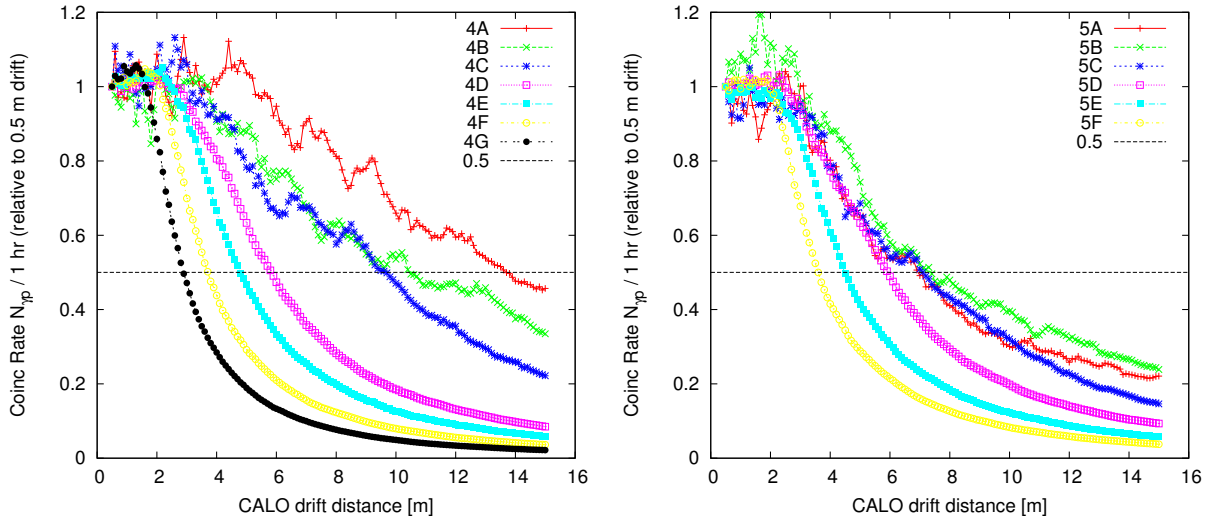 Coinc Rate Nγp / 1 hr (relative to 0.5 m drift)
1.2
1
0.8
0.6
0.4
0.2
0
4A
4B
4C
4D
4E
4F
4G
0.5
0 2 4 6 8 10 12 14 16
CALO drift distance [m]
Coinc Rate Nγp / 1 hr (relative to 0.5 m drift)
1.2
1
0.8
0.6
0.4
0.2
0
5A
5B
5C
5D
5E
5F
0.5
0 2 4 6 8 10 12 14 16
CALO drift distance [m]